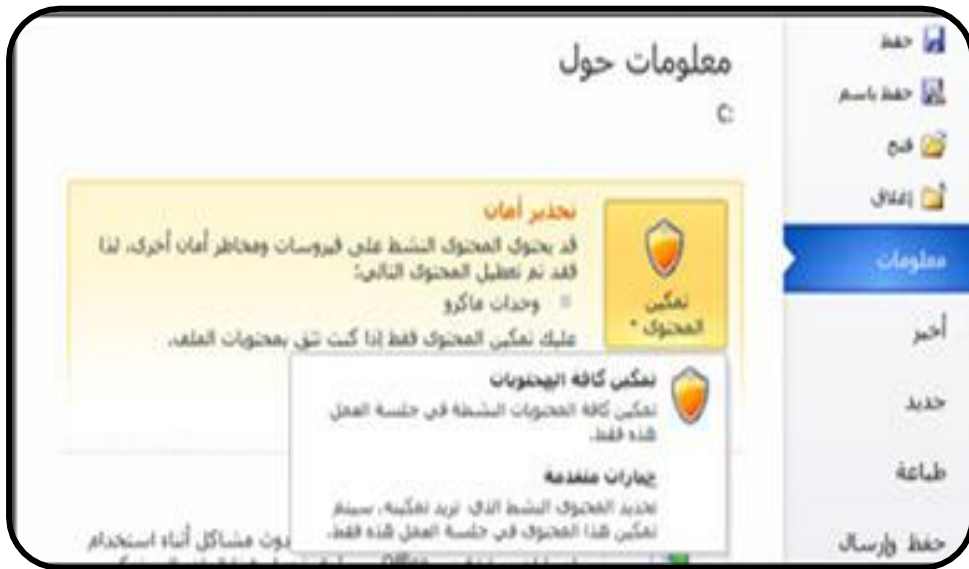 حفظ
حفظ باسم
فتح
إغلاق
معلومات
أخير
جديد
طباعة
حفظ وإرسال
معلومات حول
C:
تحذير أمان
قد يحتوي المحتوى النشط على فيروسات ومخاطر أمان أخرى، لذا
فقد تم تعطيل المحتوى التالي:
وحدات ماكرو
عليك تمكين المحتوى فقط إذا كنت تثق بمحتويات الملف.
تمكين
المحتوى
تمكين كافة المحتويات
تمكين كافة المحتويات النشطة في جلسة العمل
هذه فقط.
خيارات متقدمة
تحديد المحتوى النشط الذي تريد تمكينه. سيتم
تمكين هذا المحتوى في جلسة العمل هذه فقط.
مشاكل أثناء استخدام